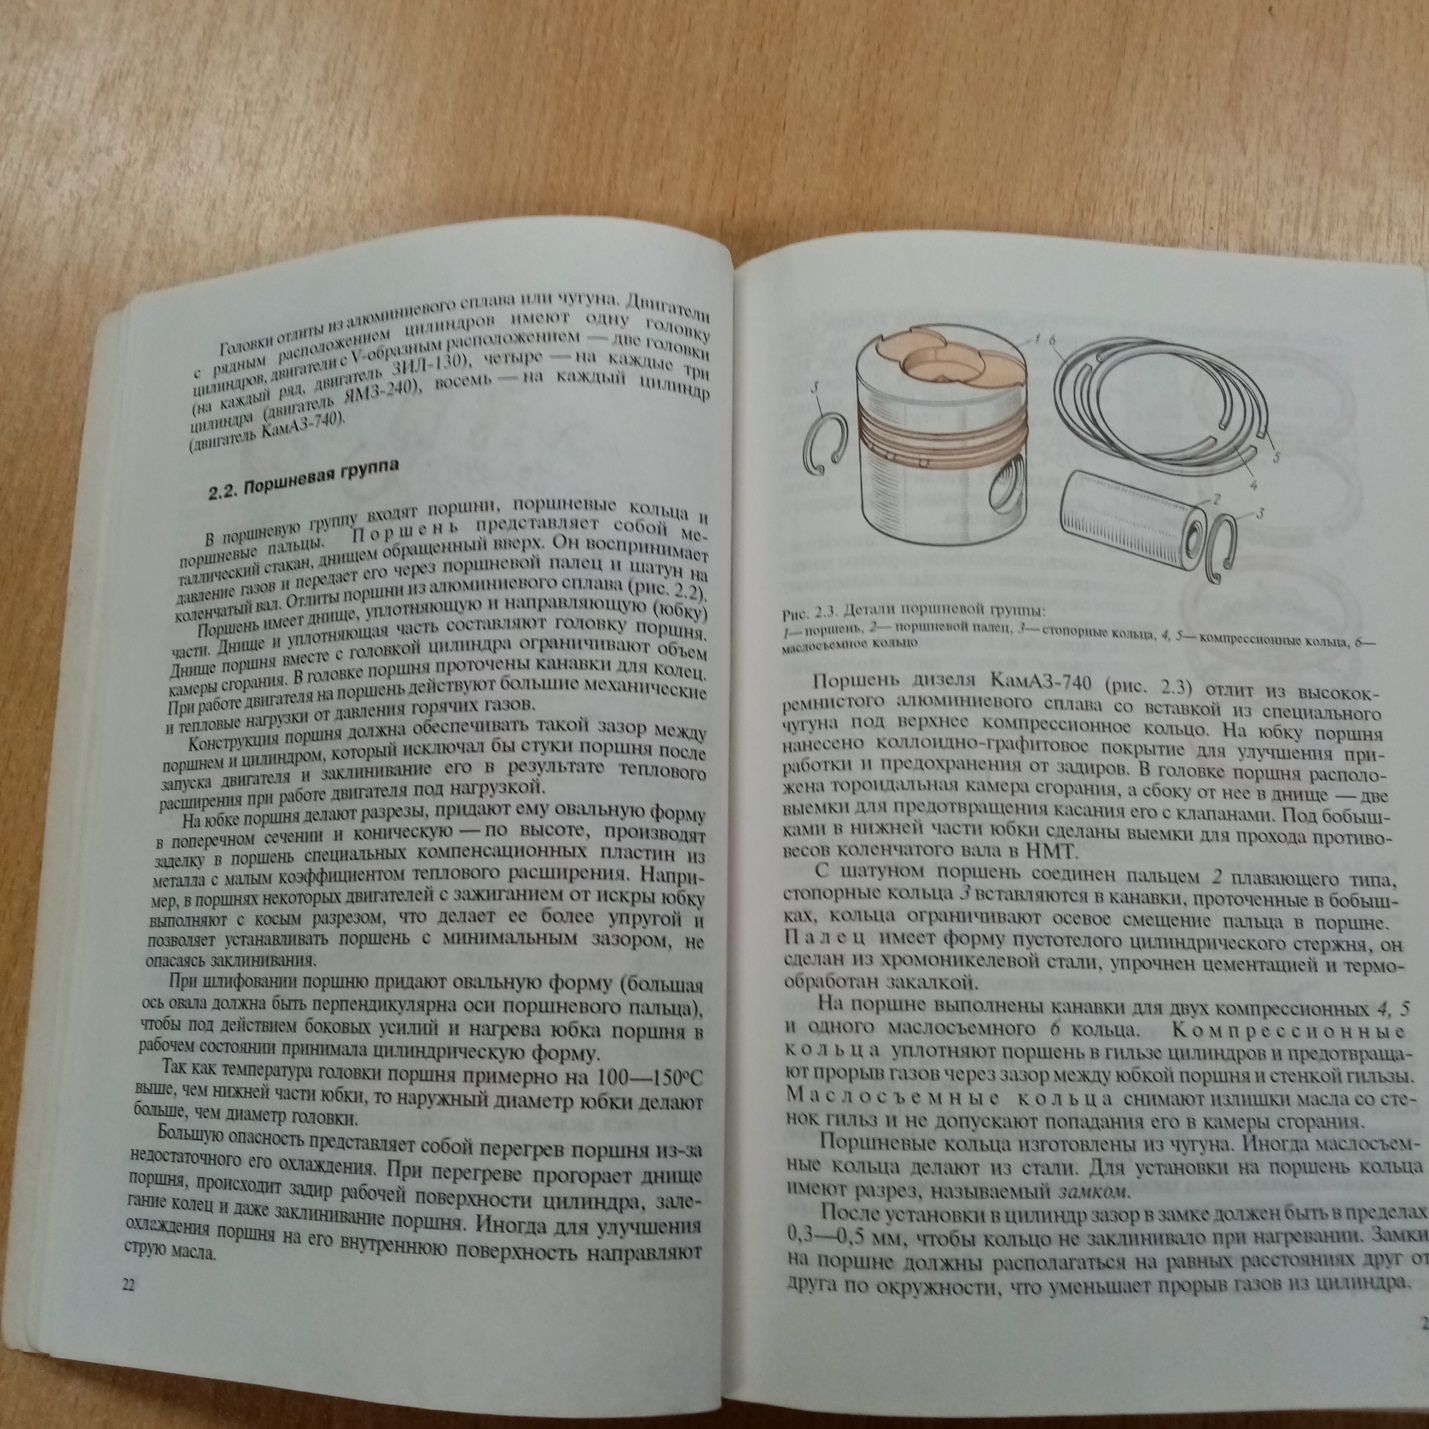 Головки отлиты из алюминиевого сплава или чугуна. Двигатели
с рядным расположением цилиндров имеют одну головку
цилиндров, двигатели с V-образным расположением — две головки
(на каждый ряд, двигатель ЗИЛ-130), четыре — на каждые три
цилиндра (двигатель ЯМЗ-240), восемь — на каждый цилиндр
(двигатель КамАЗ-740).
2.2. Поршневая группа
В поршневую группу входят поршни, поршневые кольца и
поршневые пальцы. Поршень представляет собой ме-
таллический стакан, днищем обращенный вверх. Он воспринимает
давление газов и передает его через поршневой палец и шатун на
коленчатый вал. Отлиты поршни из алюминиевого сплава (рис. 2.2).
Поршень имеет днище, уплотняющую и направляющую (юбку)
части. Днище и уплотняющая часть составляют головку поршня.
Днище поршня вместе с головкой цилиндра ограничивают объем
камеры сгорания. В головке поршня проточены канавки для колец.
При работе двигателя на поршень действуют большие механические
и тепловые нагрузки от давления горячих газов.
Конструкция поршня должна обеспечивать такой зазор между
поршнем и цилиндром, который исключал бы стуки поршня после
запуска двигателя и заклинивание его в результате теплового
расширения при работе двигателя под нагрузкой.
На юбке поршня делают разрезы, придают ему овальную форму
в поперечном сечении и коническую — по высоте, производят
заделку в поршень специальных компенсационных пластин из
металла с малым коэффициентом теплового расширения. Напри-
мер, в поршнях некоторых двигателей с зажиганием от искры юбку
выполняют с косым разрезом, что делает ее более упругой и
позволяет устанавливать поршень с минимальным зазором, не
опасаясь заклинивания.
При шлифовании поршню придают овальную форму (большая
ось овала должна быть перпендикулярна оси поршневого пальца),
чтобы под действием боковых усилий и нагрева юбка поршня в
рабочем состоянии принимала цилиндрическую форму.
Так как температура головки поршня примерно на 100—150°С
выше, чем нижней части юбки, то наружный диаметр юбки делают
больше, чем диаметр головки.
Большую опасность представляет собой перегрев поршня из-за
недостаточного его охлаждения. При перегреве прогорает днище
поршня, происходит задир рабочей поверхности цилиндра, зале-
гание колец и даже заклинивание поршня. Иногда для улучшения
охлаждения поршня на его внутреннюю поверхность направляют
струю масла.
22
1 6
3
5
4
2
3
Рис. 2.3. Детали поршневой группы:
1— поршень, 2— поршневой палец, 3— стопорные кольца, 4, 5— компрессионные кольца, 6—
маслосъемное кольцо
Поршень дизеля КамАЗ-740 (рис. 2.3) отлит из высокок-
ремнистого алюминиевого сплава со вставкой из специального
чугуна под верхнее компрессионное кольцо. На юбку поршня
нанесено коллоидно-графитовое покрытие для улучшения при-
работки и предохранения от задиров. В головке поршня располо-
жена тороидальная камера сгорания, а сбоку от нее в днище — две
выемки для предотвращения касания его с клапанами. Под бобыш-
ками в нижней части юбки сделаны выемки для прохода противо-
весов коленчатого вала в НМТ.
С шатуном поршень соединен пальцем 2 плавающего типа,
стопорные кольца 3 вставляются в канавки, проточенные в бобыш-
ках, кольца ограничивают осевое смещение пальца в поршне.
Палец имеет форму пустотелого цилиндрического стержня, он
сделан из хромоникелевой стали, упрочнен цементацией и термо-
обработан закалкой.
На поршне выполнены канавки для двух компрессионных 4, 5
и одного маслосъемного 6 кольца. Компрессионные
кольца уплотняют поршень в гильзе цилиндров и предотвраща-
ют прорыв газов через зазор между юбкой поршня и стенкой гильзы.
Маслосъемные кольца снимают излишки масла со сте-
нок гильз и не допускают попадания его в камеры сгорания.
Поршневые кольца изготовлены из чугуна. Иногда маслосъем-
ные кольца делают из стали. Для установки на поршень кольца
имеют разрез, называемый замком.
После установки в цилиндр зазор в замке должен быть в пределах
0,3—0,5 мм, чтобы кольцо не заклинивало при нагревании. Замки
на поршне должны располагаться на равных расстояниях друг от
друга по окружности, что уменьшает прорыв газов из цилиндра.
2